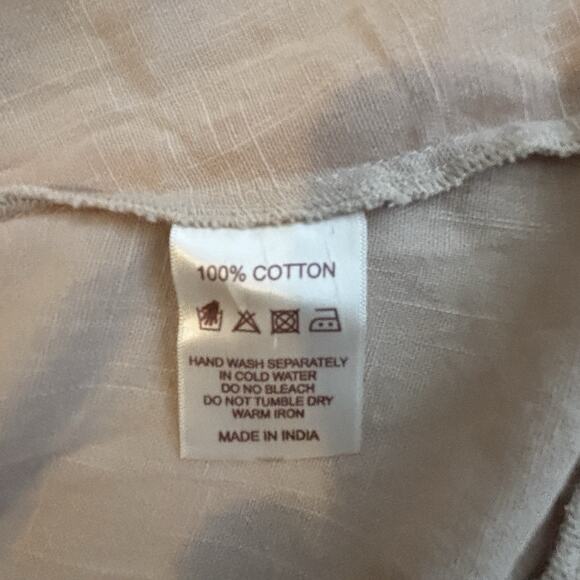 100% COTTON
HAND WASH SEPARATELY
IN COLD WATER
DO NO BLEACH
DO NOT TUMBLE DRY
WARM IRON
MADE IN INDIA